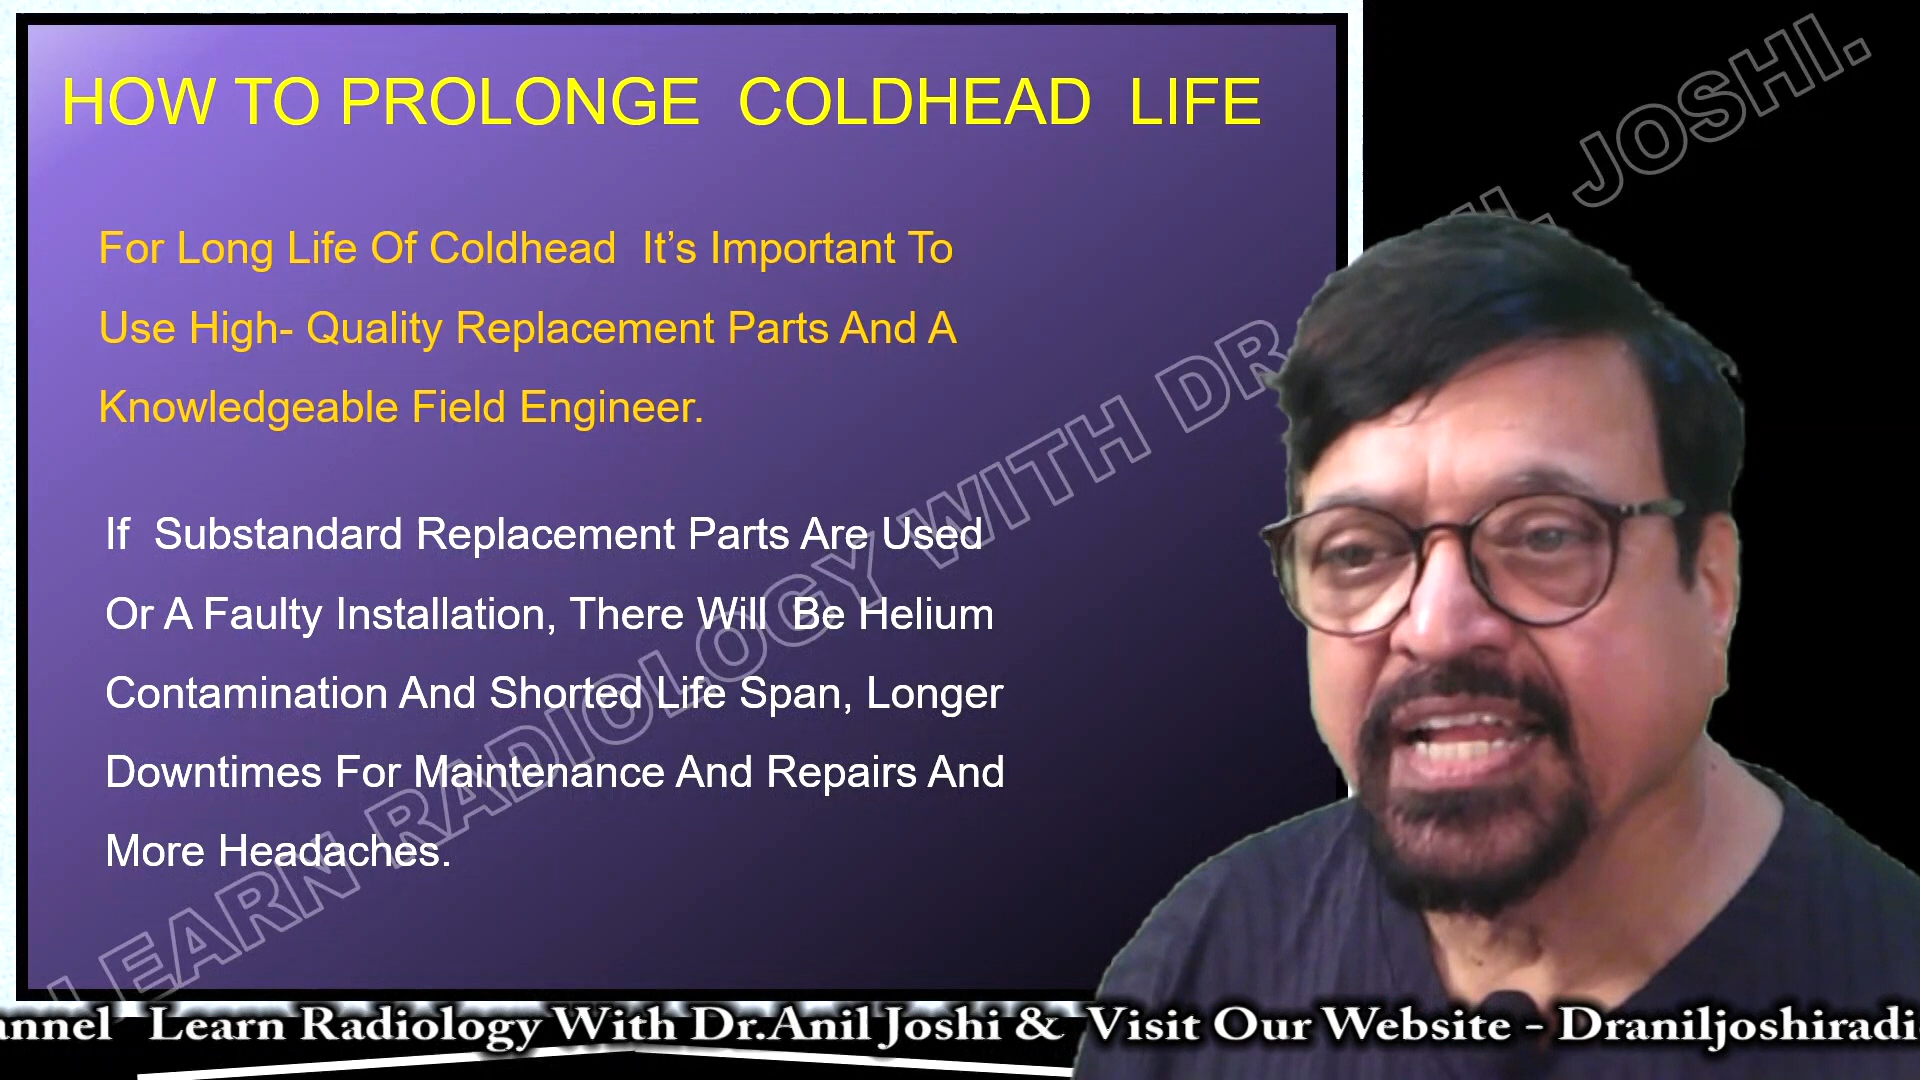 HOW TO PROLONGE COLDHEAD LIFE
For Long Life Of Coldhead It’s Important To
Use High- Quality Replacement Parts And A
Knowledgeable Field Engineer.
If Substandard Replacement Parts Are Used
Or A Faulty Installation, There Will Be Helium
Contamination And Shorted Life Span, Longer
Downtimes For Maintenance And Repairs And
More Headaches.
LEARN RADIOLOGY WITH DR. JOSHI.
annel Learn Radiology With Dr.Anil Joshi & Visit Our Website - Draniljoshiradi